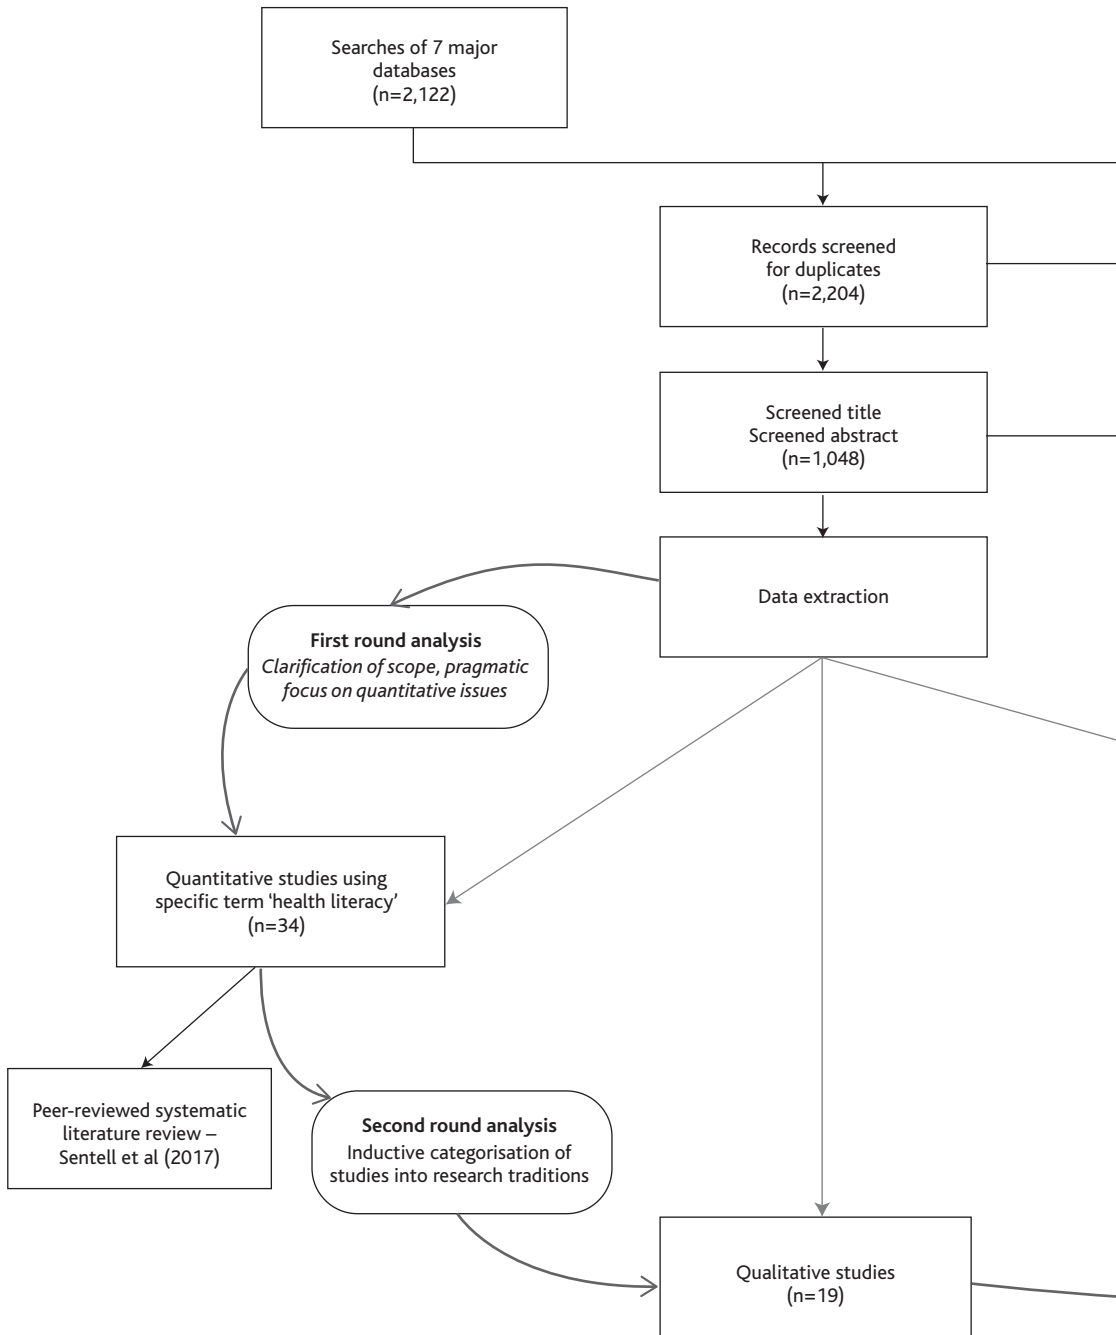 Searches of 7 major
databases
(n=2,122)
Records screened
for duplicates
(n=2,204)
Screened title
Screened abstract
(n=1,048)
Data extraction
First round analysis
Clarification of scope, pragmatic
focus on quantitative issues
Quantitative studies using
specific term ‘health literacy’
(n=34)
Peer-reviewed systematic
literature review –
Sentell et al (2017)
Second round analysis
Inductive categorisation of
studies into research traditions
Qualitative studies
(n=19)